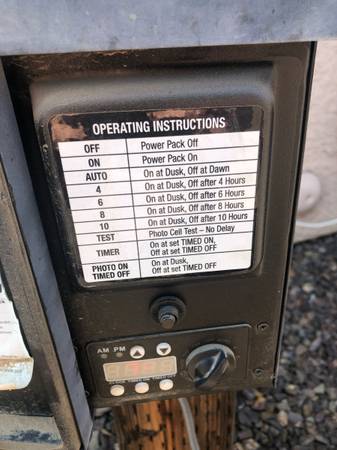 OPERATING INSTRUCTIONS
OFF Power Pack Off
ON Power Pack On
AUTO On at Dusk, Off at Dawn
4 On at Dusk, Off after 4 Hours
6 On at Dusk, Off after 6 Hours
8 On at Dusk, Off after 8 Hours
10 On at Dusk, Off after 10 Hours
TEST Photo Cell Test – No Delay
TIMER On at set TIMED ON,
Off at set TIMED OFF
PHOTO ON
TIMED OFF On at Dusk,
Off at set TIMED OFF
AM PM
TIMED ON TIMED OFF